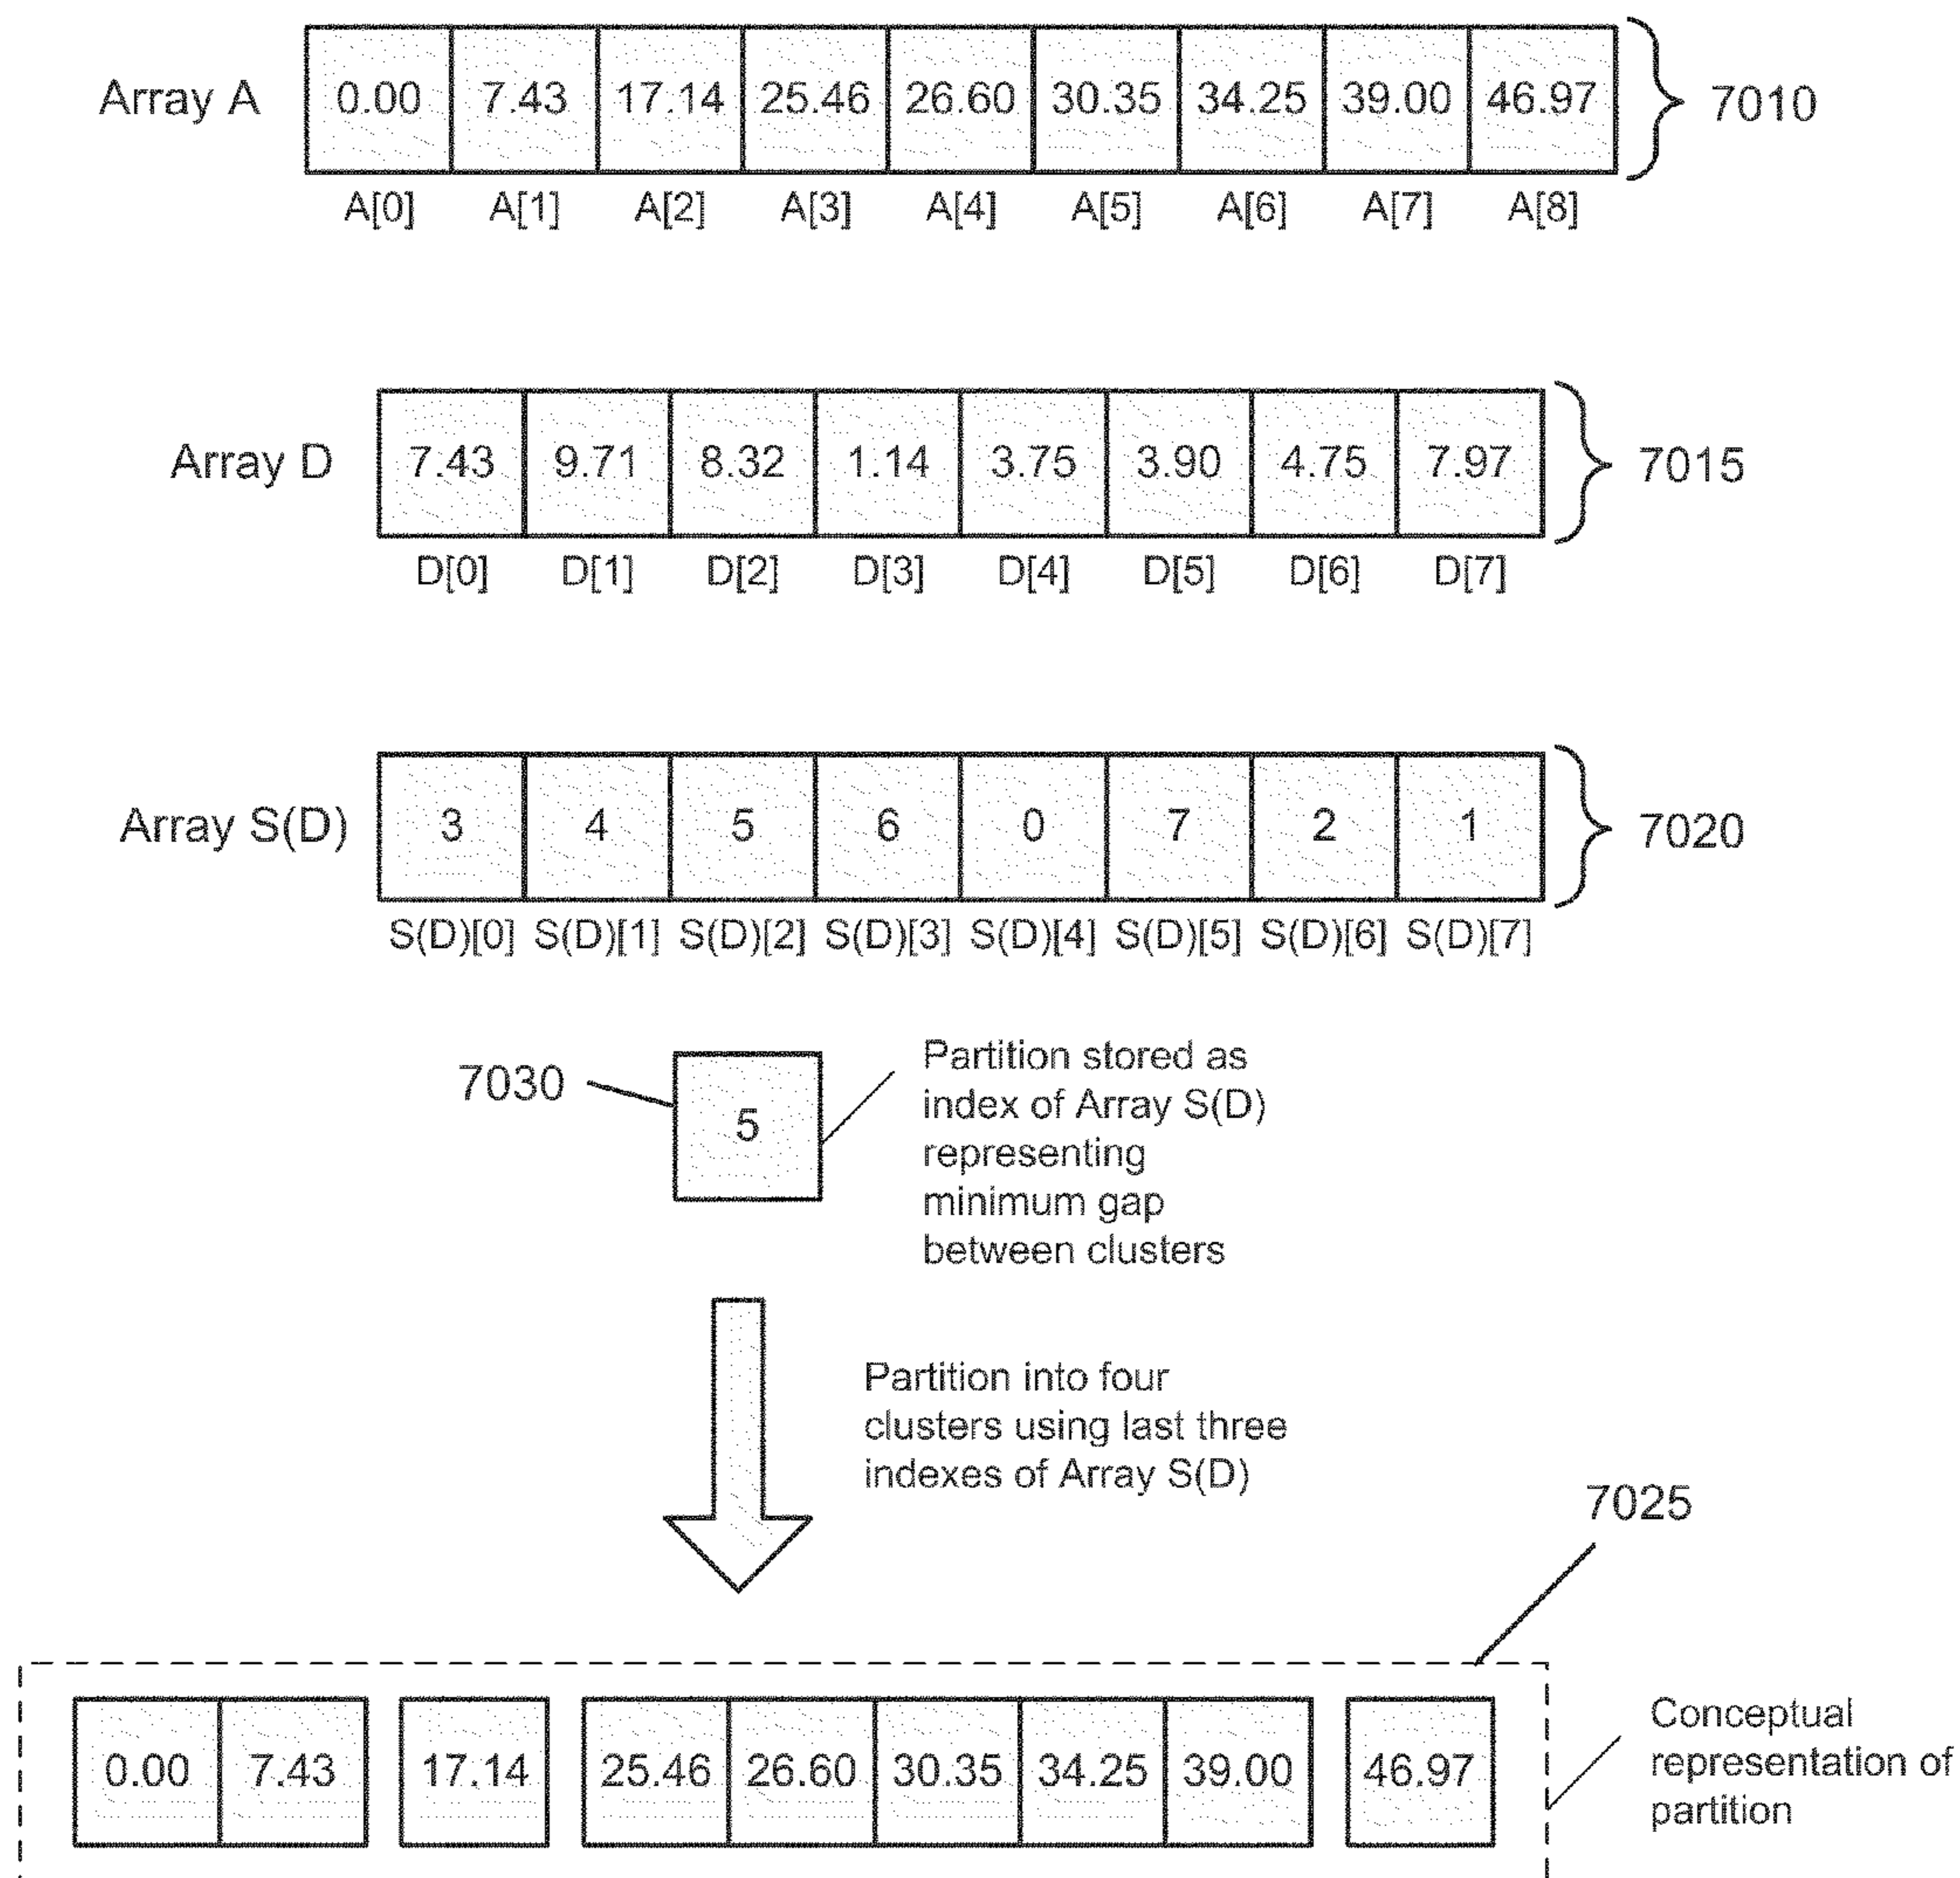 Array A 0.00 7.43 17.14 25.46 26.60 30.35 34.25 39.00 46.97 7010
A[0] A[1] A[2] A[3] A[4] A[5] A[6] A[7] A[8]
Array D 7.43 9.71 8.32 1.14 3.75 3.90 4.75 7.97 7015
D[0] D[1] D[2] D[3] D[4] D[5] D[6] D[7]
Array S(D) 3 4 5 6 0 7 2 1 7020
S(D)[0] S(D)[1] S(D)[2] S(D)[3] S(D)[4] S(D)[5] S(D)[6] S(D)[7]
7030
5
Partition stored as
index of Array S(D)
representing
minimum gap
between clusters
Partition into four
clusters using last three
indexes of Array S(D)
7025
0.00 7.43 17.14 25.46 26.60 30.35 34.25 39.00 46.97
Conceptual
representation of
partition